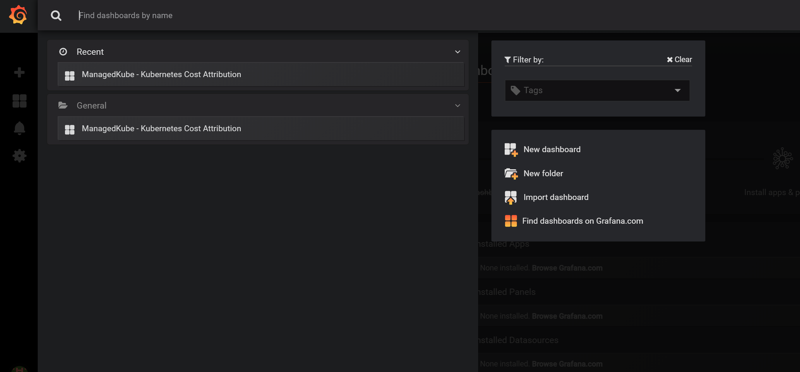 Find dashboards by name
Recent
ManagedKube - Kubernetes Cost Attribution
General
ManagedKube - Kubernetes Cost Attribution
Filter by:
Clear
Tags
New dashboard
New folder
Import dashboard
Find dashboards on Grafana.com
Install apps & p
nstalled Apps
None installed. Browse Grafana.com
nstalled Panels
None installed. Browse Grafana.com
nstalled Datasources
None installed. Browse Grafana.com